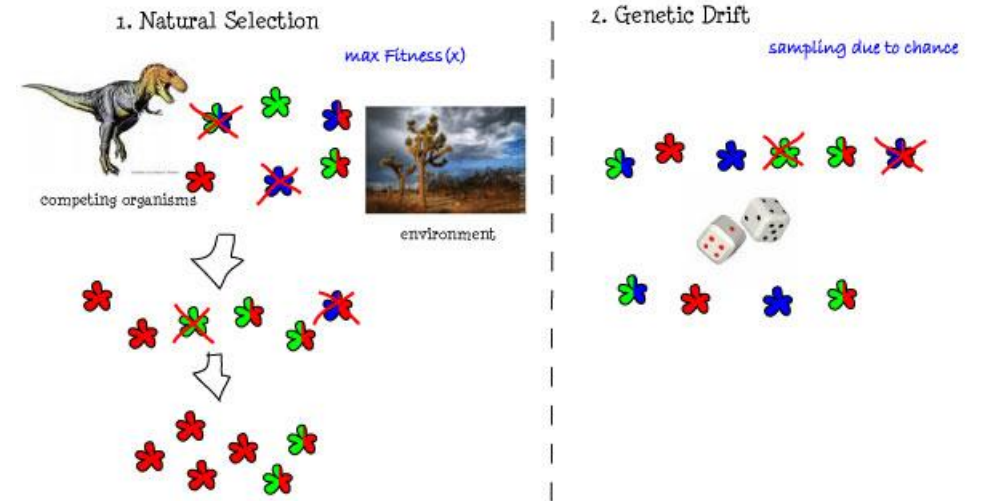 1. Natural Selection
max Fitness(x)
competing organisms
environment
2. Genetic Drift
sampling due to chance